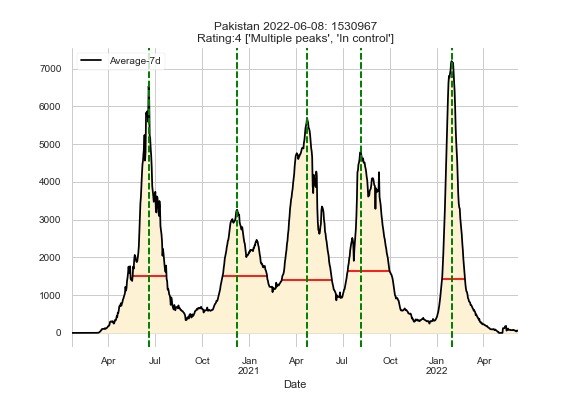 Pakistan 2022-06-08: 1530967
Rating:4 ['Multiple peaks', 'In control']
Average-7d
7000
6000
5000
4000
3000
2000
1000
0
Apr Jul Oct Jan Apr Jul Oct Jan Apr
2021 2022
Date